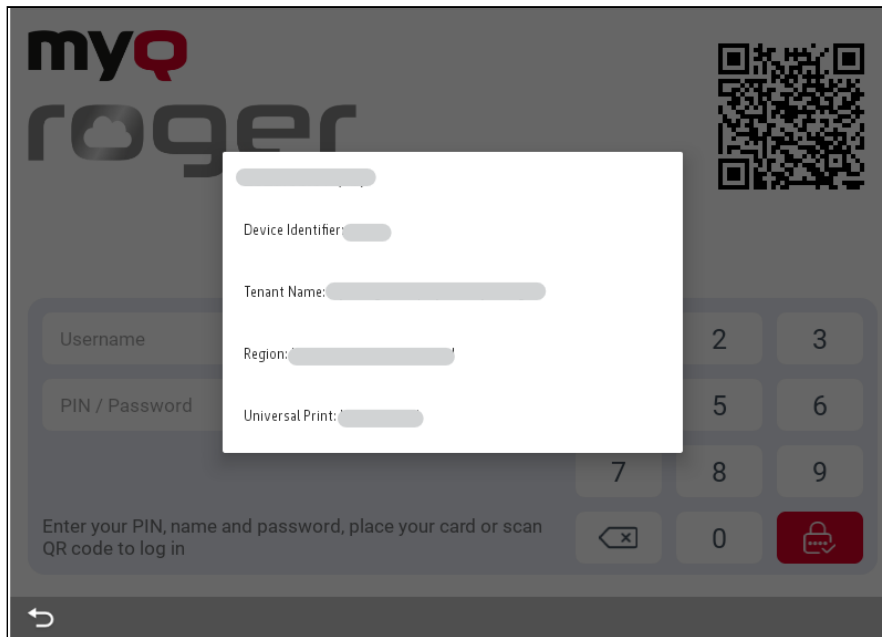 myQ
roger
Device Identifier:
Tenant Name:
Region:
Universal Print:
Username
PIN / Password
2
3
5
6
7
8
9
0
Enter your PIN, name and password, place your card or scan
QR code to log in